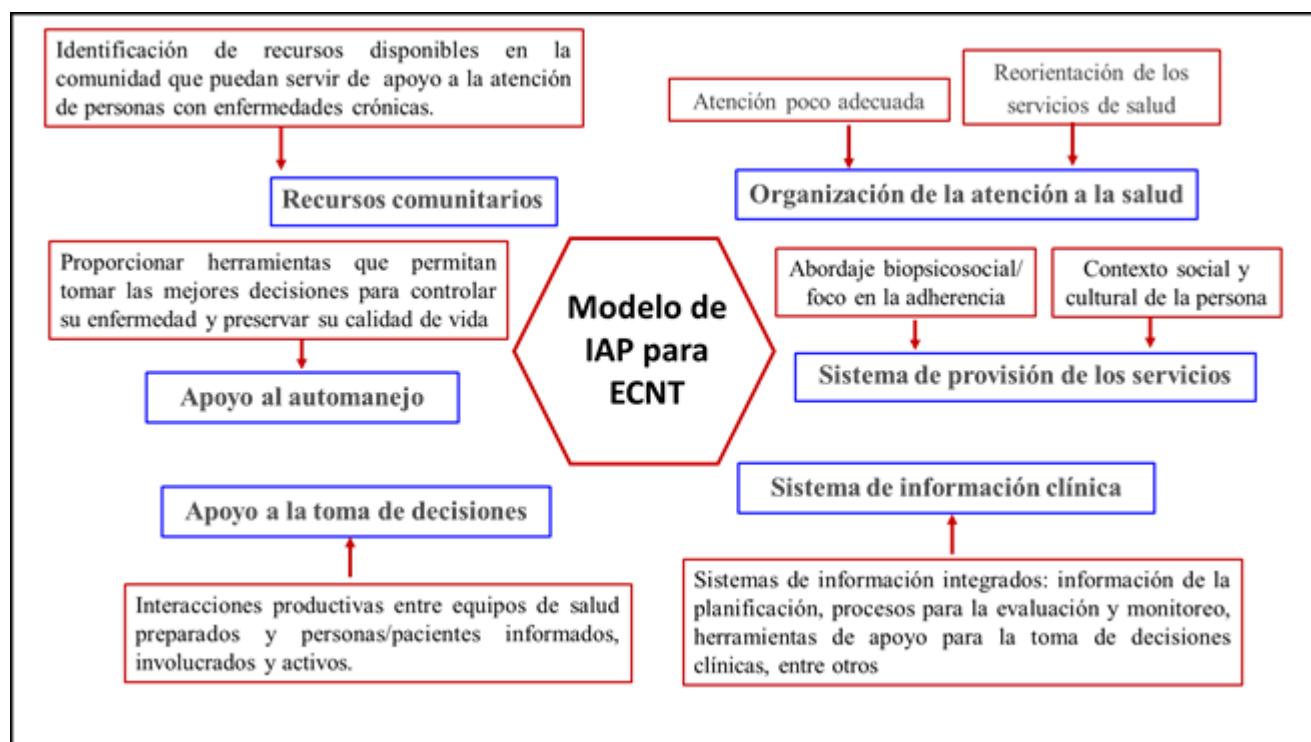 Identificación de recursos disponibles en la
comunidad que puedan servir de apoyo a la atención
de personas con enfermedades crónicas.
Recursos comunitarios
Atención poco adecuada
Reorientación de los
servicios de salud
Organización de la atención a la salud
Proporcionar herramientas que permitan
tomar las mejores decisiones para controlar
su enfermedad y preservar su calidad de vida
Apoyo al automanejo
Modelo de
IAP para
ECNT
Abordaje biopsicosocial/
foco en la adherencia
Contexto social y
cultural de la persona
Sistema de provisión de los servicios
Apoyo a la toma de decisiones
Interacciones productivas entre equipos de salud
preparados y personas/pacientes informados,
involucrados y activos.
Sistema de información clínica
Sistemas de información integrados: información de la
planificación, procesos para la evaluación y monitoreo,
herramientas de apoyo para la toma de decisiones
clínicas, entre otros